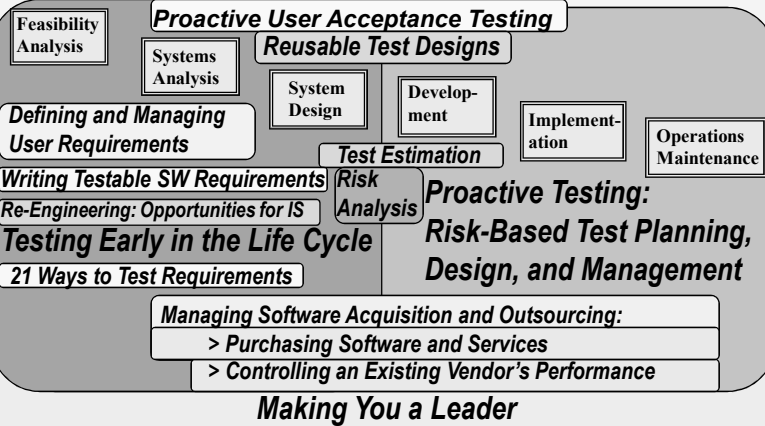 Proactive User Acceptance Testing
Feasibility
Analysis
Reusable Test Designs
Systems
Analysis
System
Design
Develop-
ment
Implement-
ation
Operations
Maintenance
Defining and Managing
User Requirements
Test Estimation
Writing Testable SW Requirements
Risk
Analysis
Re-Engineering: Opportunities for IS
Testing Early in the Life Cycle
21 Ways to Test Requirements
Proactive Testing:
Risk-Based Test Planning,
Design, and Management
Managing Software Acquisition and Outsourcing:
> Purchasing Software and Services
> Controlling an Existing Vendor's Performance
Making You a Leader